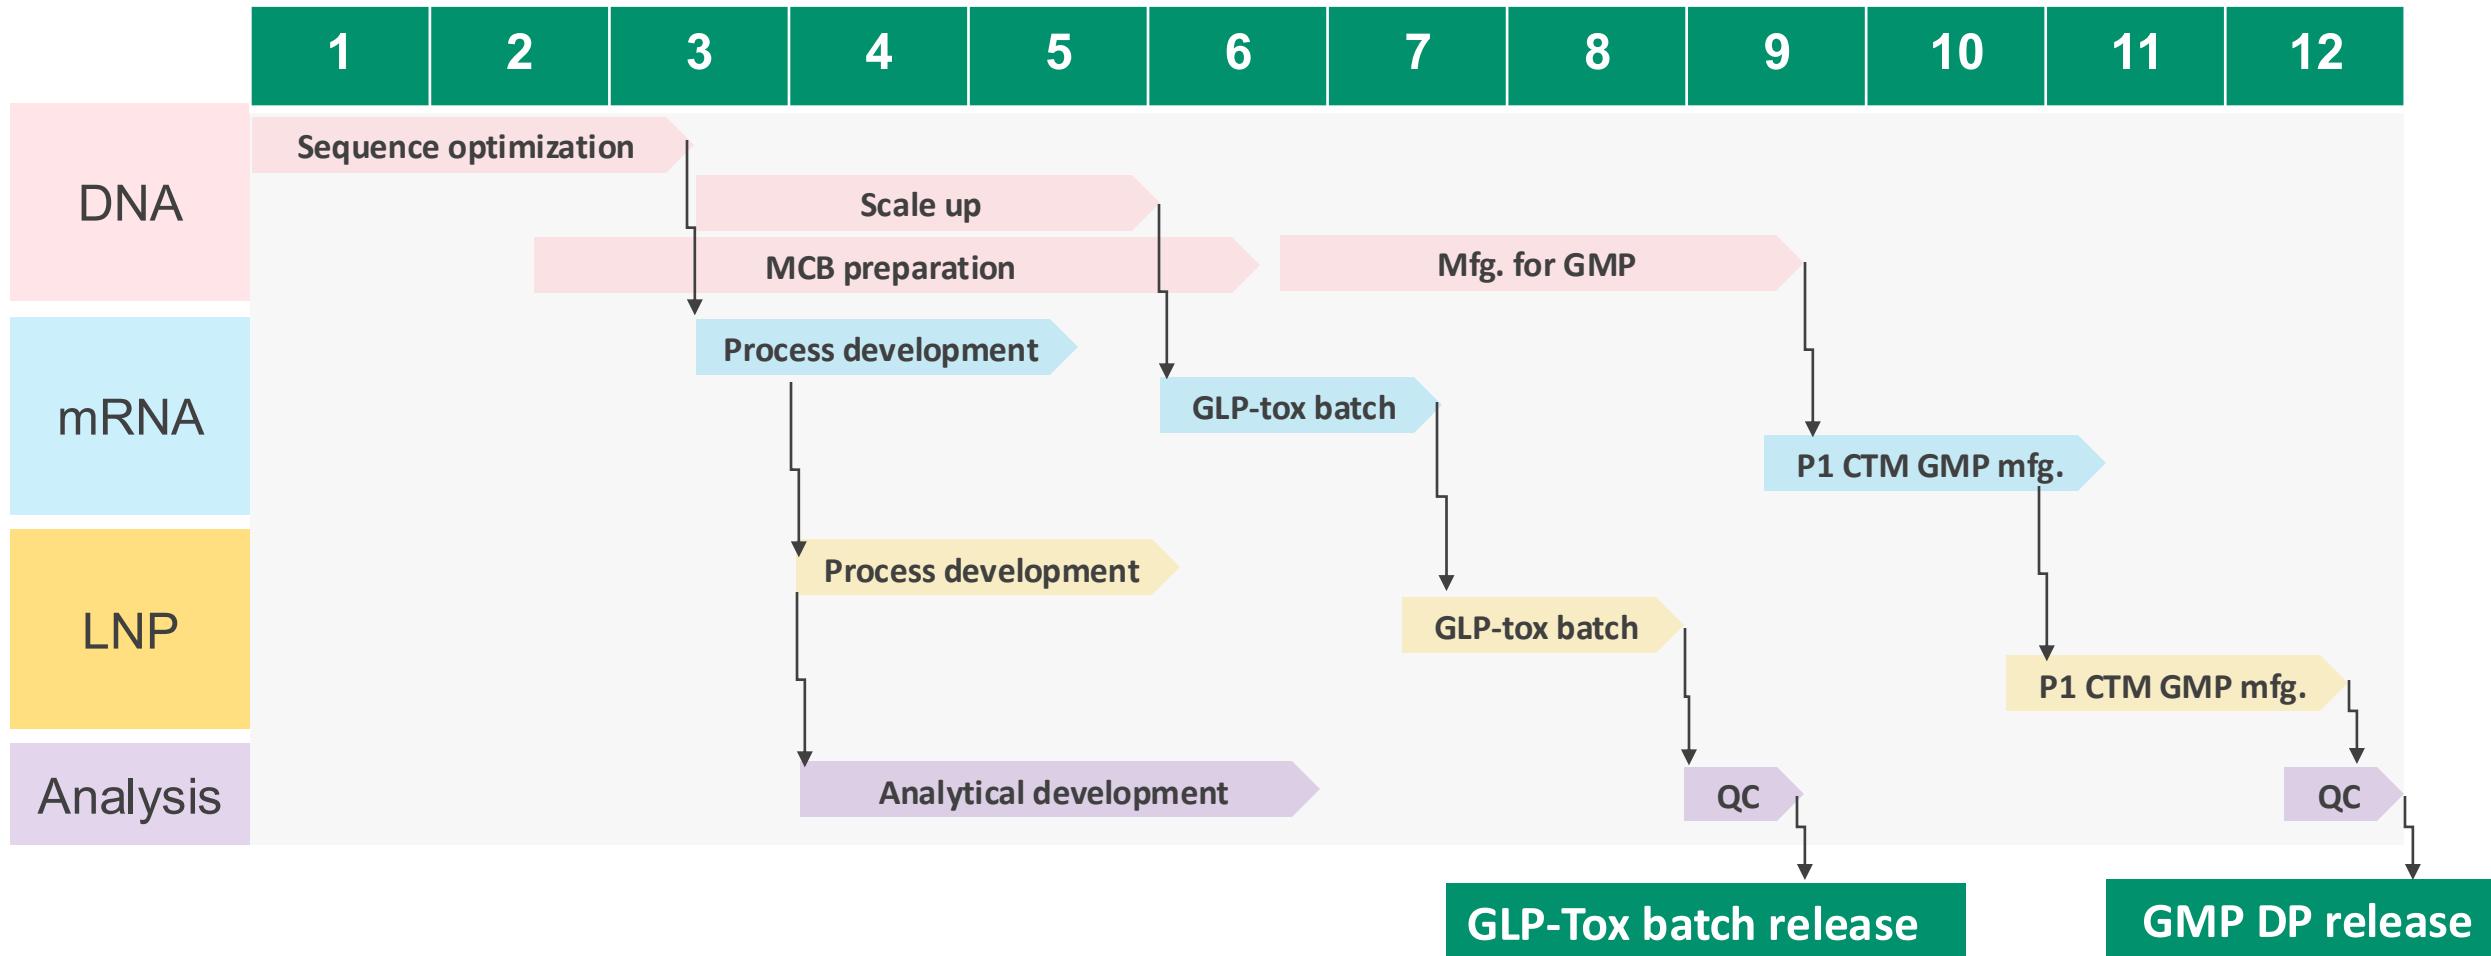 1 2 3 4 5 6 7 8 9 10 11 12
DNA
Sequence optimization
Scale up
MCB preparation
Mfg. for GMP
mRNA
Process development
GLP-tox batch
P1 CTM GMP mfg.
LNP
Process development
GLP-tox batch
P1 CTM GMP mfg.
Analysis
Analytical development
QC
QC
GLP-Tox batch release
GMP DP release